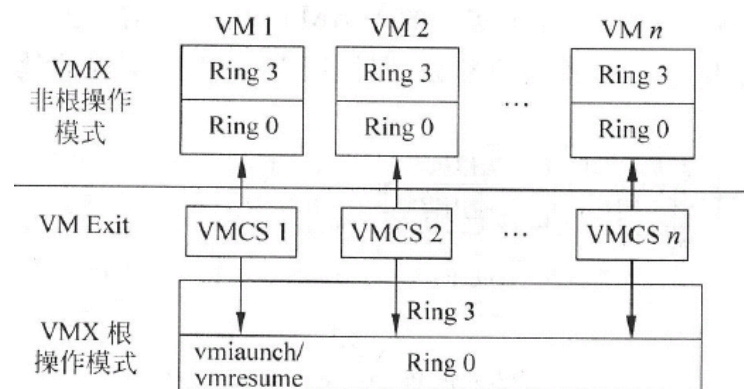 VM 1
VM 2
VM n
VMX
非根操作
模式
Ring 3
Ring 3
...
Ring 3
Ring 0
Ring 0
Ring 0
VM Exit
VMCS 1
VMCS 2
...
VMCS n
VMX 根
操作模式
Ring 3
vmiaunch/
vmresume
Ring 0